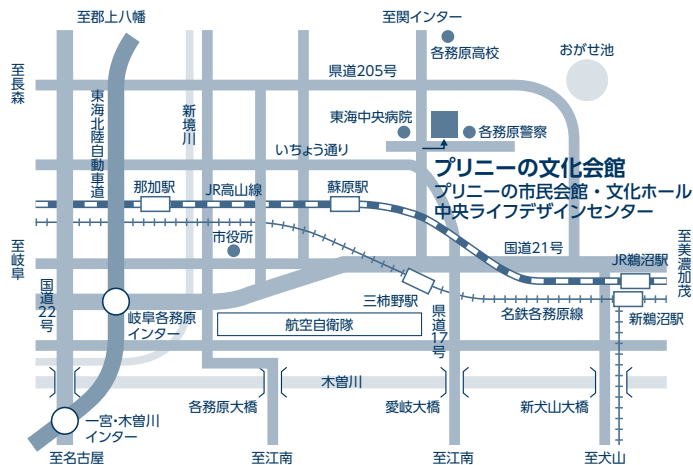 至郡上八幡
至関インター
各務原高校
おがせ池
至長森
県道205号
東海北陸自動車道
新境川
東海中央病院
各務原警察
いちょう通り
プリニーの文化会館
プリニーの市民会館・文化ホール
中央ライフデザインセンター
那加駅
JR高山線
蘇原駅
市役所
国道21号
至岐阜
至美濃加茂
JR鵜沼駅
国道22号
三柿野駅
県道17号
名鉄各務原線
新鵜沼駅
岐阜各務原
インター
航空自衛隊
木曽川
各務原大橋
愛岐大橋
新犬山大橋
一宮・木曽川
インター
至名古屋
至江南
至江南
至犬山